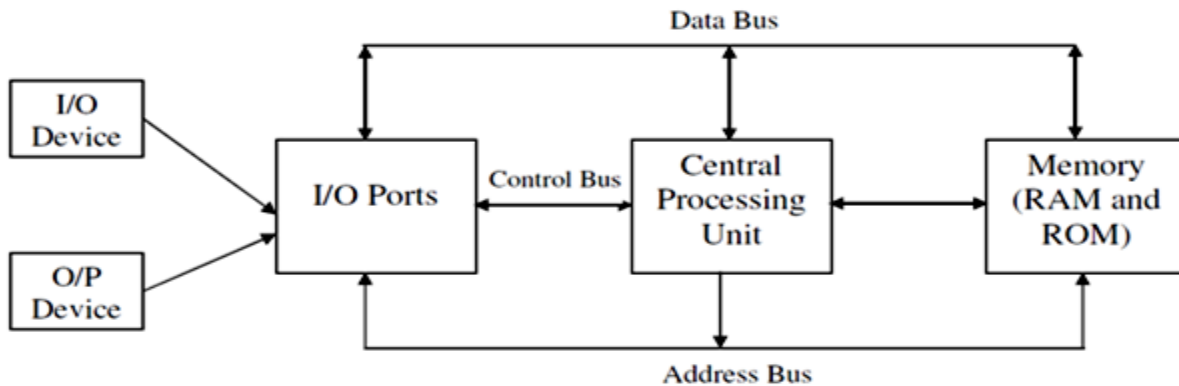 Data Bus
I/O
Device
I/O Ports
Control Bus
Central
Processing
Unit
Memory
(RAM and
ROM)
O/P
Device
Address Bus